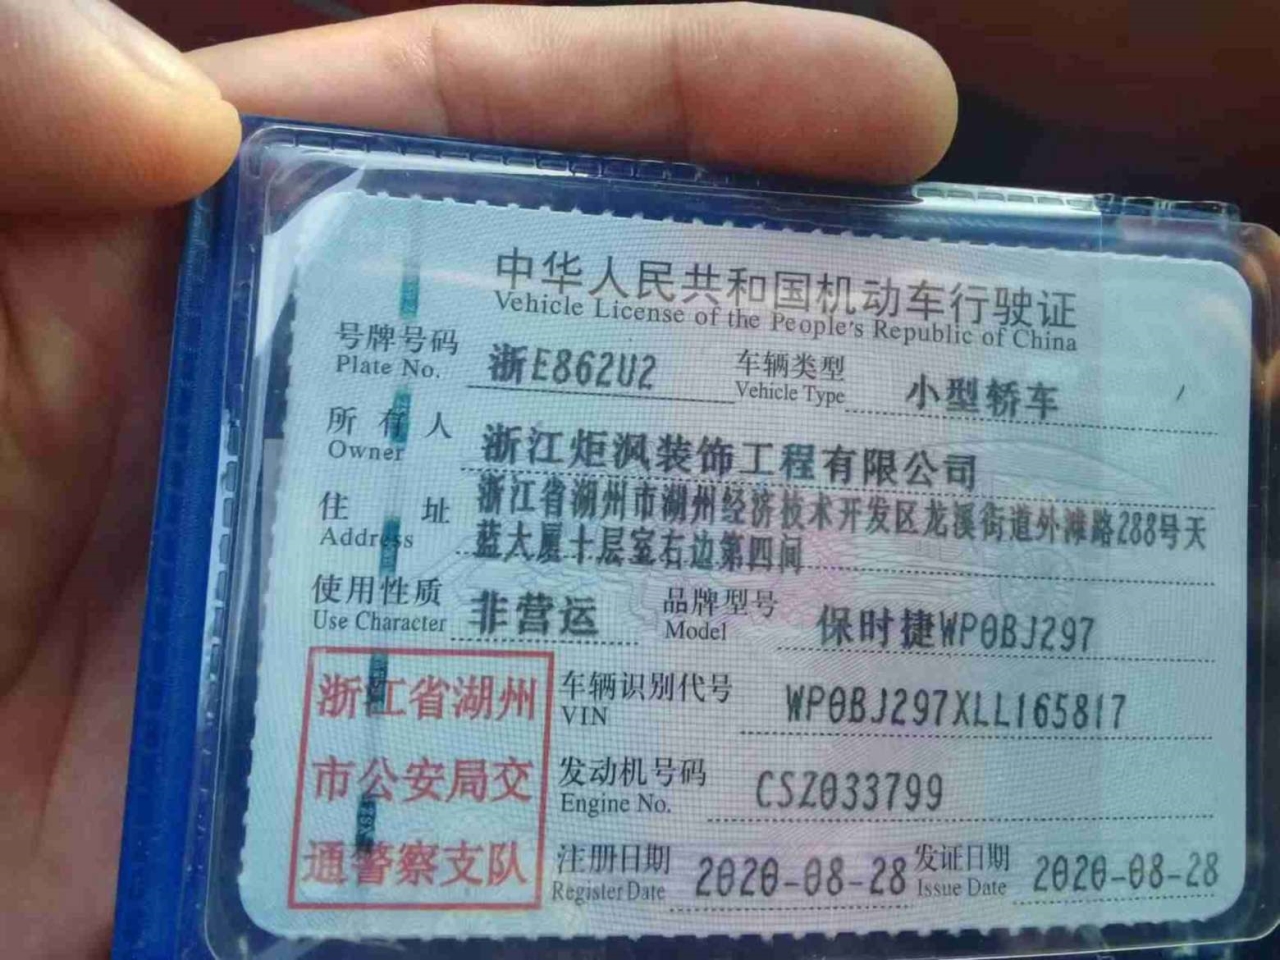 中华人民共和国机动车行驶证
Vehicle License of the People's Republic of China
号牌号码 浙E862U2 车辆类型 小型轿车
Plate No. Vehicle Type
所有人 浙江炬沨装饰工程有限公司
Owner
住址 浙江省湖州市湖州经济技术开发区龙溪街道外滩路288号天
Address 蓝大厦十层室右边第四间
使用性质 非营运 品牌型号 保时捷WP0BJ297
Use Character Model
浙江省湖州 车辆识别代号 WP0BJ297XLL165817
VIN
市公安局交 发动机号码 CSZ033799
Engine No.
通警察支队 注册日期 2020-08-28 发证日期 2020-08-28
Register Date Issue Date